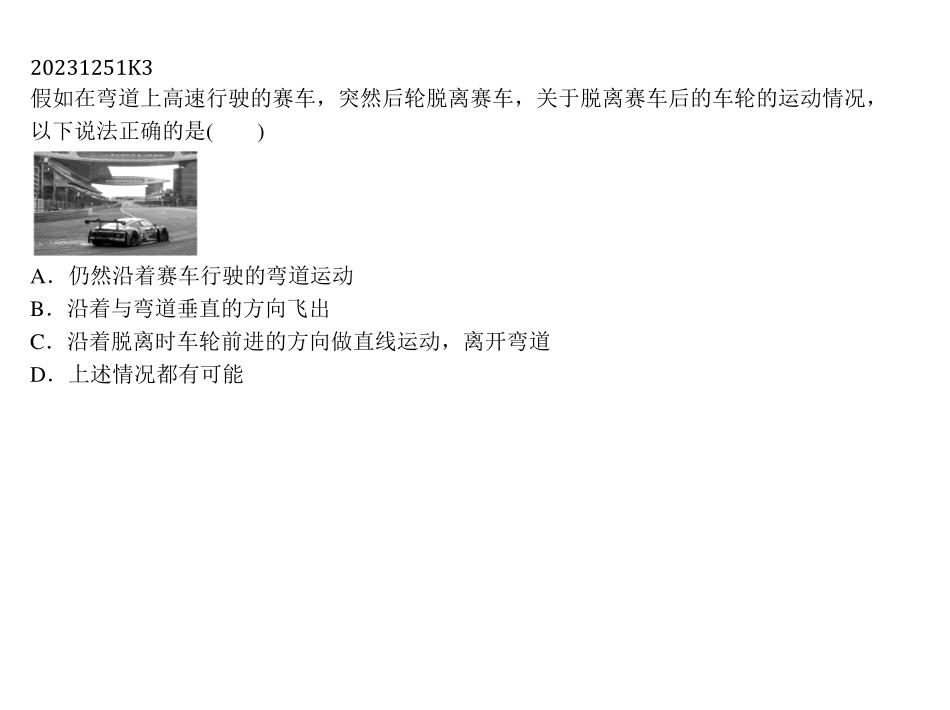 20231251K3
假如在弯道上高速行驶的赛车，突然后轮脱离赛车，关于脱离赛车后的车轮的运动情况，
以下说法正确的是(　　)
A．仍然沿着赛车行驶的弯道运动
B．沿着与弯道垂直的方向飞出
C．沿着脱离时车轮前进的方向做直线运动，离开弯道
D．上述情况都有可能